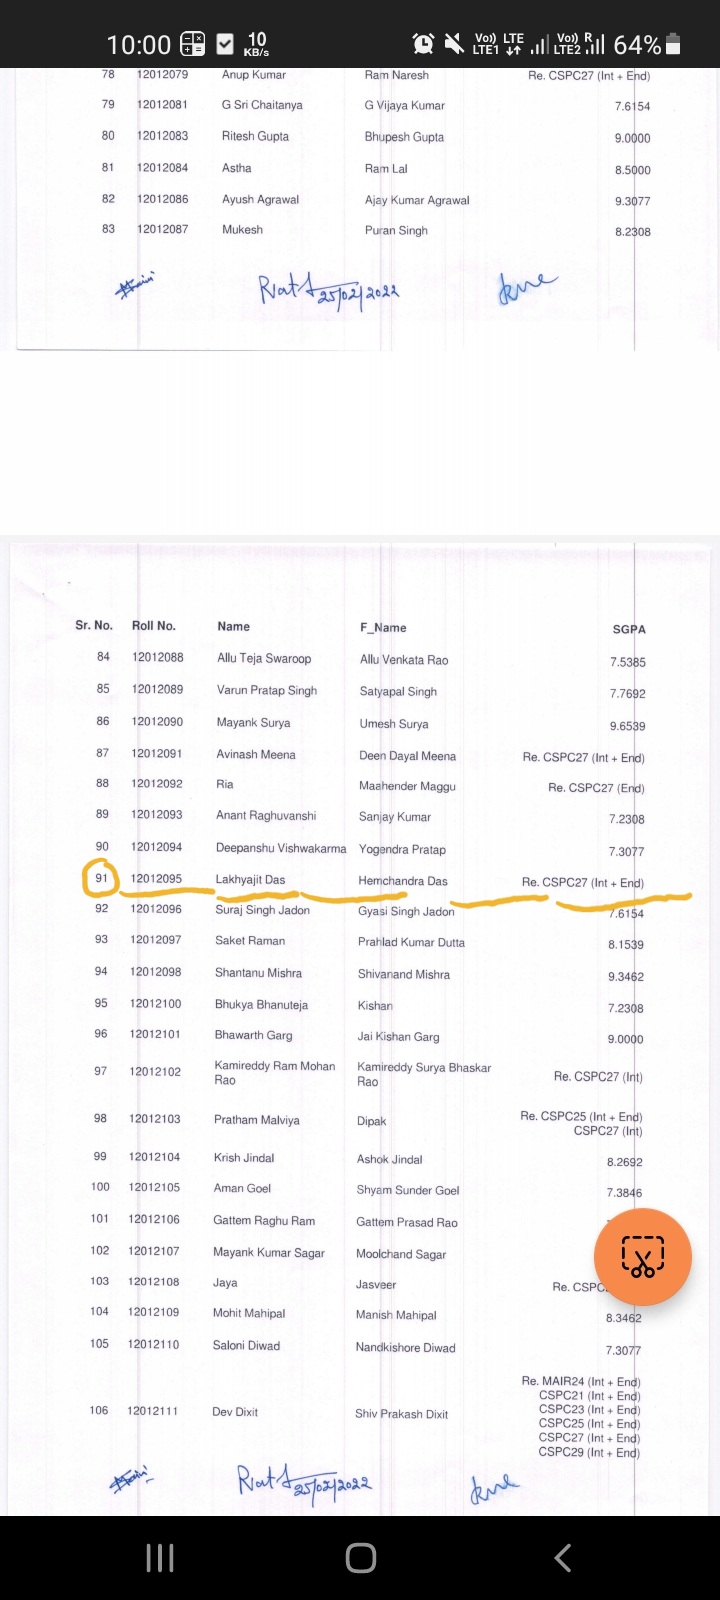 10:00 10 KB/s Vo)) LTE LTE1 Vo)) R LTE2 64%
78 12012079 Anup Kumar Ram Naresh Re. CSPC27 (Int + End)
79 12012081 G Sri Chaitanya G Vijaya Kumar 7.6154
80 12012083 Ritesh Gupta Bhupesh Gupta 9.0000
81 12012084 Astha Ram Lal 8.5000
82 12012086 Ayush Agrawal Ajay Kumar Agrawal 9.3077
83 12012087 Mukesh Puran Singh 8.2308
25/02/2022
Sr. No. Roll No. Name F_Name SGPA
84 12012088 Allu Teja Swaroop Allu Venkata Rao 7.5385
85 12012089 Varun Pratap Singh Satyapal Singh 7.7692
86 12012090 Mayank Surya Umesh Surya 9.6539
87 12012091 Avinash Meena Deen Dayal Meena Re. CSPC27 (Int + End)
88 12012092 Ria Maahender Maggu Re. CSPC27 (End)
89 12012093 Anant Raghuvanshi Sanjay Kumar 7.2308
90 12012094 Deepanshu Vishwakarma Yogendra Pratap 7.3077
91 12012095 Lakhyajit Das Hemchandra Das Re. CSPC27 (Int + End)
92 12012096 Suraj Singh Jadon Gyasi Singh Jadon 7.6154
93 12012097 Saket Raman Prahlad Kumar Dutta 8.1539
94 12012098 Shantanu Mishra Shivanand Mishra 9.3462
95 12012100 Bhukya Bhanuteja Kishan 7.2308
96 12012101 Bhawarth Garg Jai Kishan Garg 9.0000
97 12012102 Kamireddy Ram Mohan Kamireddy Surya Bhaskar Re. CSPC27 (Int)
Rao Rao
98 12012103 Pratham Malviya Dipak Re. CSPC25 (Int + End)
CSPC27 (Int)
99 12012104 Krish Jindal Ashok Jindal 8.2692
100 12012105 Aman Goel Shyam Sunder Goel 7.3846
101 12012106 Gattem Raghu Ram Gattem Prasad Rao
102 12012107 Mayank Kumar Sagar Moolchand Sagar
103 12012108 Jaya Jasveer Re. CSPC
104 12012109 Mohit Mahipal Manish Mahipal 8.3462
105 12012110 Saloni Diwad Nandkishore Diwad 7.3077
Re. MAIR24 (Int + End)
CSPC21 (Int + End)
106 12012111 Dev Dixit Shiv Prakash Dixit CSPC23 (Int + End)
CSPC25 (Int + End)
CSPC27 (Int + End)
CSPC29 (Int + End)
25/02/2022